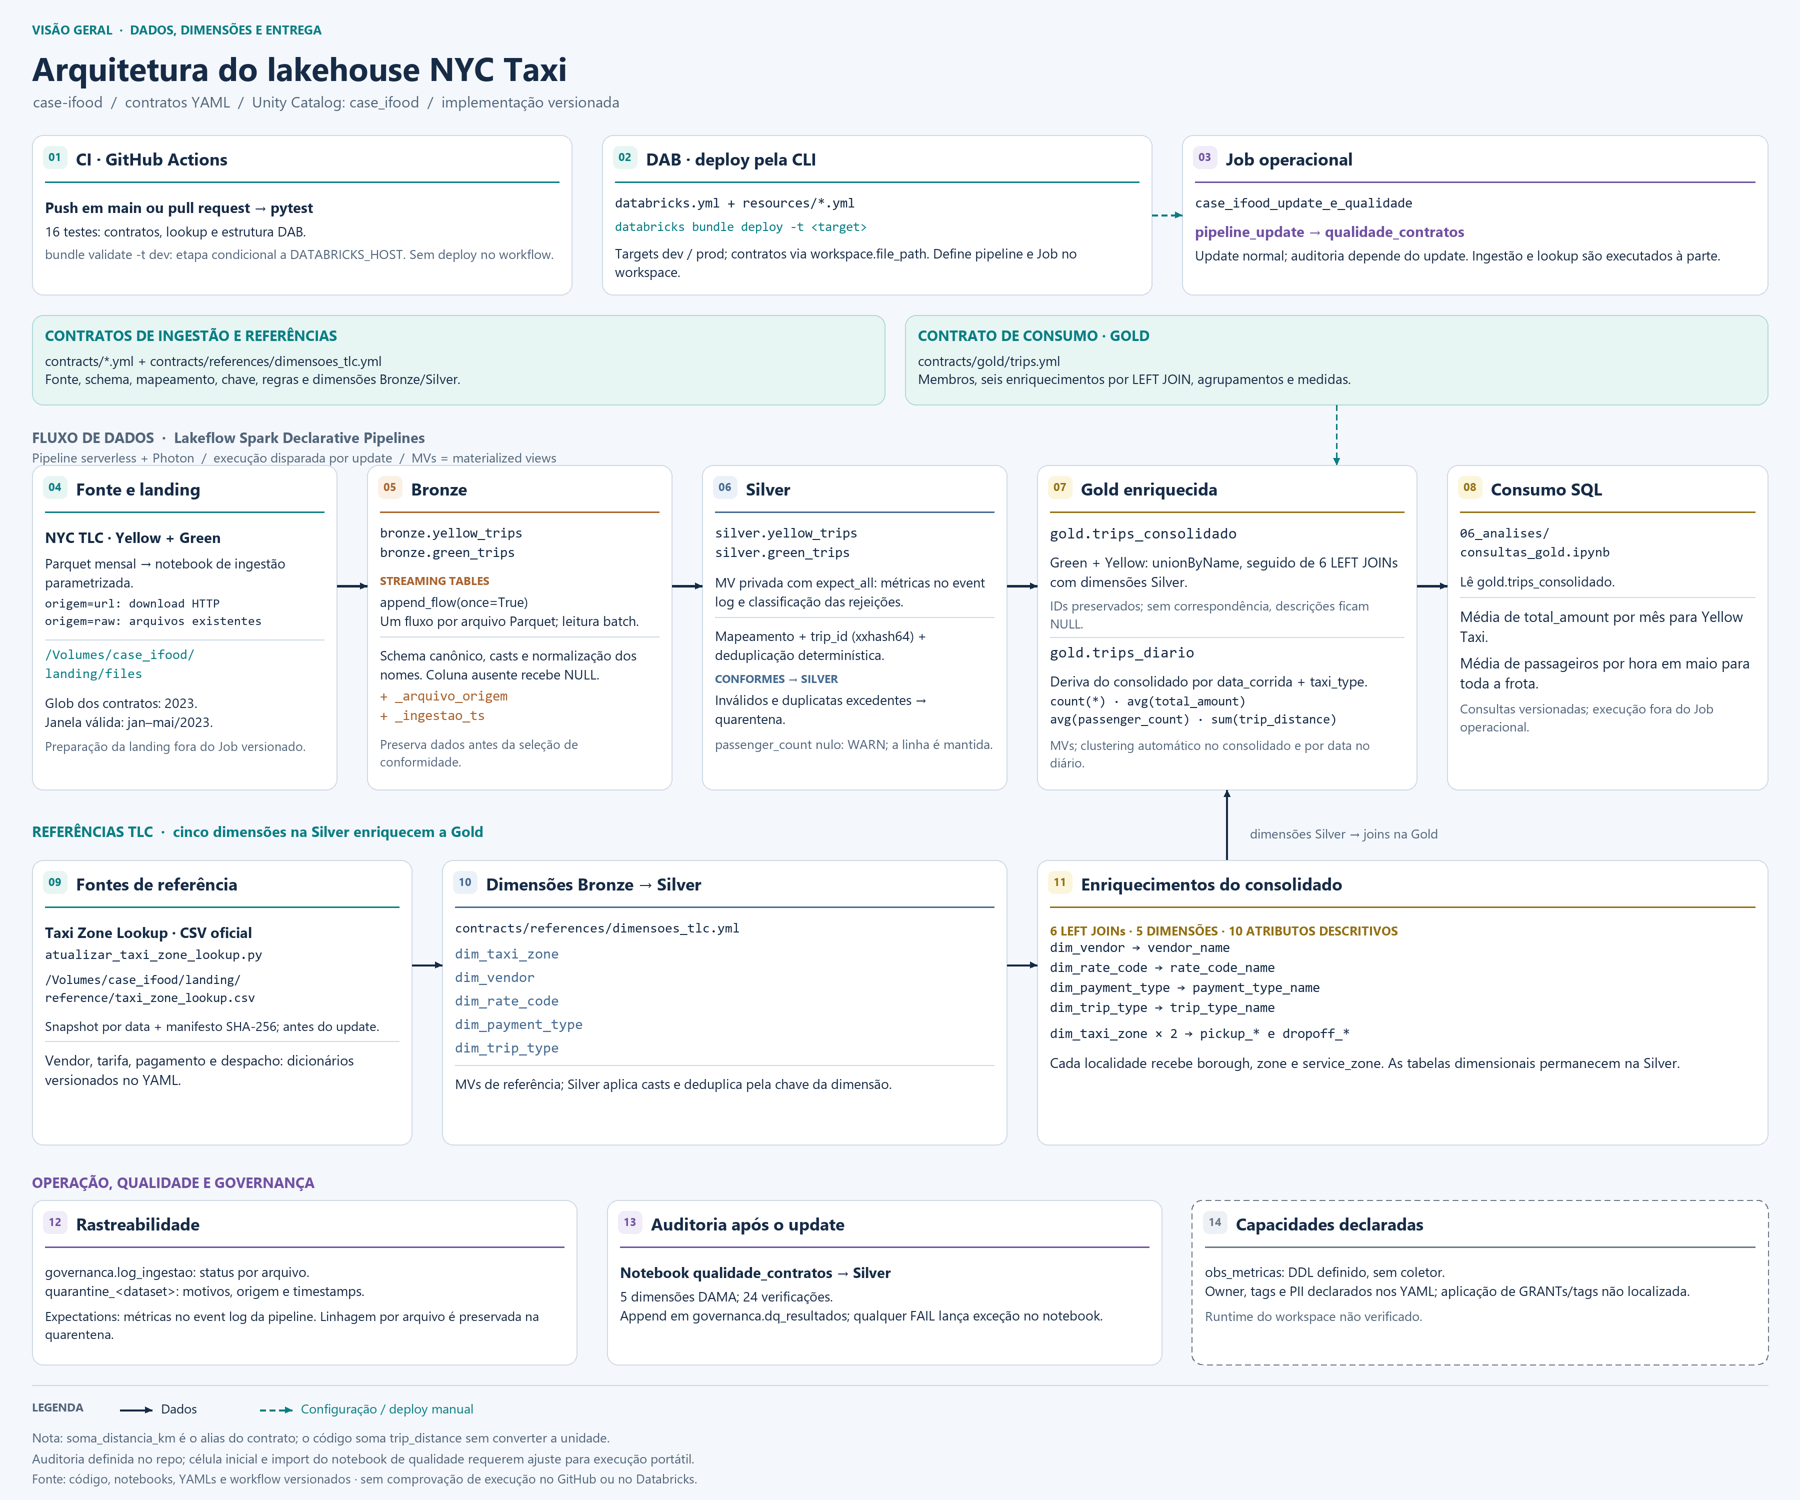 VISÃO GERAL · DADOS, DIMENSÕES E ENTREGA
Arquitetura do lakehouse NYC Taxi
case-ifood / contratos YAML / Unity Catalog: case_ifood / implementação versionada
01 CI · GitHub Actions
Push em main ou pull request → pytest
16 testes: contratos, lookup e estrutura DAB.
bundle validate -t dev: etapa condicional a DATABRICKS_HOST. Sem deploy no workflow.
02 DAB · deploy pela CLI
databricks.yml + resources/*.yml
databricks bundle deploy -t <target>
Targets dev / prod; contratos via workspace.file_path. Define pipeline e Job no
workspace.
03 Job operacional
case_ifood_update_e_qualidade
pipeline_update → qualidade_contratos
Update normal; auditoria depende do update. Ingestão e lookup são executados à parte.
CONTRATOS DE INGESTÃO E REFERÊNCIAS
contracts/*.yml + contracts/references/dimensoes_tlc.yml
Fonte, schema, mapeamento, chave, regras e dimensões Bronze/Silver.
CONTRATO DE CONSUMO · GOLD
contracts/gold/trips.yml
Membros, seis enriquecimentos por LEFT JOIN, agrupamentos e medidas.
FLUXO DE DADOS · Lakeflow Spark Declarative Pipelines
Pipeline serverless + Photon / execução disparada por update / MVs = materialized views
04 Fonte e landing
NYC TLC · Yellow + Green
Parquet mensal → notebook de ingestão
parametrizada.
origem=url: download HTTP
origem=raw: arquivos existentes
/Volumes/case_ifood/
landing/files
Glob dos contratos: 2023.
Janela válida: jan–mai/2023.
Preparação da landing fora do Job versionado.
05 Bronze
bronze.yellow_trips
bronze.green_trips
STREAMING TABLES
append_flow(once=True)
Um fluxo por arquivo Parquet; leitura batch.
Schema canônico, casts e normalização dos
nomes. Coluna ausente recebe NULL.
+ _arquivo_origem
+ _ingestao_ts
Preserva dados antes da seleção de
conformidade.
06 Silver
silver.yellow_trips
silver.green_trips
MV privada com expect_all: métricas no event
log e classificação das rejeições.
Mapeamento + trip_id (xxhash64) +
deduplicação determinística.
CONFORMES → SILVER
Inválidos e duplicatas excedentes →
quarentena.
passenger_count nulo: WARN; a linha é mantida.
07 Gold enriquecida
gold.trips_consolidado
Green + Yellow: unionByName, seguido de 6 LEFT JOINs
com dimensões Silver.
IDs preservados; sem correspondência, descrições ficam
NULL.
gold.trips_diario
Deriva do consolidado por data_corrida + taxi_type.
count(*) · avg(total_amount)
avg(passenger_count) · sum(trip_distance)
MVs; clustering automático no consolidado e por data no
diário.
08 Consumo SQL
06_analises/
consultas_gold.ipynb
Lê gold.trips_consolidado.
Média de total_amount por mês para Yellow
Taxi.
Média de passageiros por hora em maio para
toda a frota.
Consultas versionadas; execução fora do Job
operacional.
REFERÊNCIAS TLC · cinco dimensões na Silver enriquecem a Gold
dimensões Silver → joins na Gold
09 Fontes de referência
Taxi Zone Lookup · CSV oficial
atualizar_taxi_zone_lookup.py
/Volumes/case_ifood/landing/
reference/taxi_zone_lookup.csv
Snapshot por data + manifesto SHA-256; antes do update.
Vendor, tarifa, pagamento e despacho: dicionários
versionados no YAML.
10 Dimensões Bronze → Silver
contracts/references/dimensoes_tlc.yml
dim_taxi_zone
dim_vendor
dim_rate_code
dim_payment_type
dim_trip_type
MVs de referência; Silver aplica casts e deduplica pela chave da dimensão.
11 Enriquecimentos do consolidado
6 LEFT JOINs · 5 DIMENSÕES · 10 ATRIBUTOS DESCRITIVOS
dim_vendor → vendor_name
dim_rate_code → rate_code_name
dim_payment_type → payment_type_name
dim_trip_type → trip_type_name
dim_taxi_zone × 2 → pickup_* e dropoff_*
Cada localidade recebe borough, zone e service_zone. As tabelas dimensionais permanecem na Silver.
OPERAÇÃO, QUALIDADE E GOVERNANÇA
12 Rastreabilidade
governanca.log_ingestao: status por arquivo.
quarantine_<dataset>: motivos, origem e timestamps.
Expectations: métricas no event log da pipeline. Linhagem por arquivo é preservada na
quarentena.
13 Auditoria após o update
Notebook qualidade_contratos → Silver
5 dimensões DAMA; 24 verificações.
Append em governanca.dq_resultados; qualquer FAIL lança exceção no notebook.
14 Capacidades declaradas
obs_metricas: DDL definido, sem coletor.
Owner, tags e PII declarados nos YAML; aplicação de GRANTs/tags não localizada.
Runtime do workspace não verificado.
LEGENDA Dados Configuração / deploy manual
Nota: soma_distancia_km é o alias do contrato; o código soma trip_distance sem converter a unidade.
Auditoria definida no repo; célula inicial e import do notebook de qualidade requerem ajuste para execução portátil.
Fonte: código, notebooks, YAMLs e workflow versionados · sem comprovação de execução no GitHub ou no Databricks.